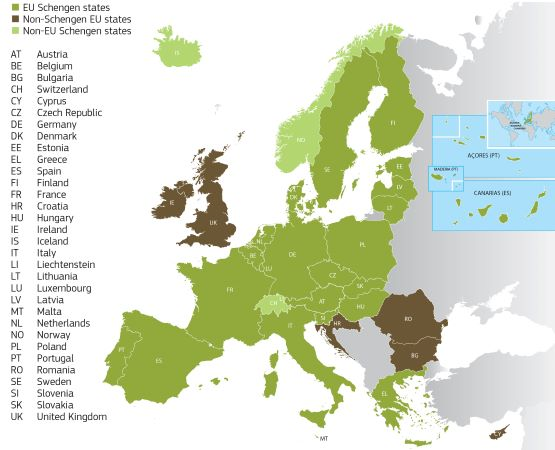 EU Schengen states
Non-Schengen EU states
Non-EU Schengen states
AT Austria
BE Belgium
BG Bulgaria
CH Switzerland
CY Cyprus
CZ Czech Republic
DE Germany
DK Denmark
EE Estonia
EL Greece
ES Spain
FI Finland
FR France
HR Croatia
HU Hungary
IE Ireland
IS Iceland
IT Italy
LI Liechtenstein
LT Lithuania
LU Luxembourg
LV Latvia
MT Malta
NL Netherlands
NO Norway
PL Poland
PT Portugal
RO Romania
SE Sweden
SI Slovenia
SK Slovakia
UK United Kingdom
IS
NO
SE
FI
EE
LV
LT
DK
IE
UK
NL
BE
LU
DE
PL
CZ
SK
FR
CH
AT
HU
SI
HR
RO
BG
IT
PT
ES
EL
MT
AÇORES (PT)
MADEIRA (PT)
CANARIAS (ES)